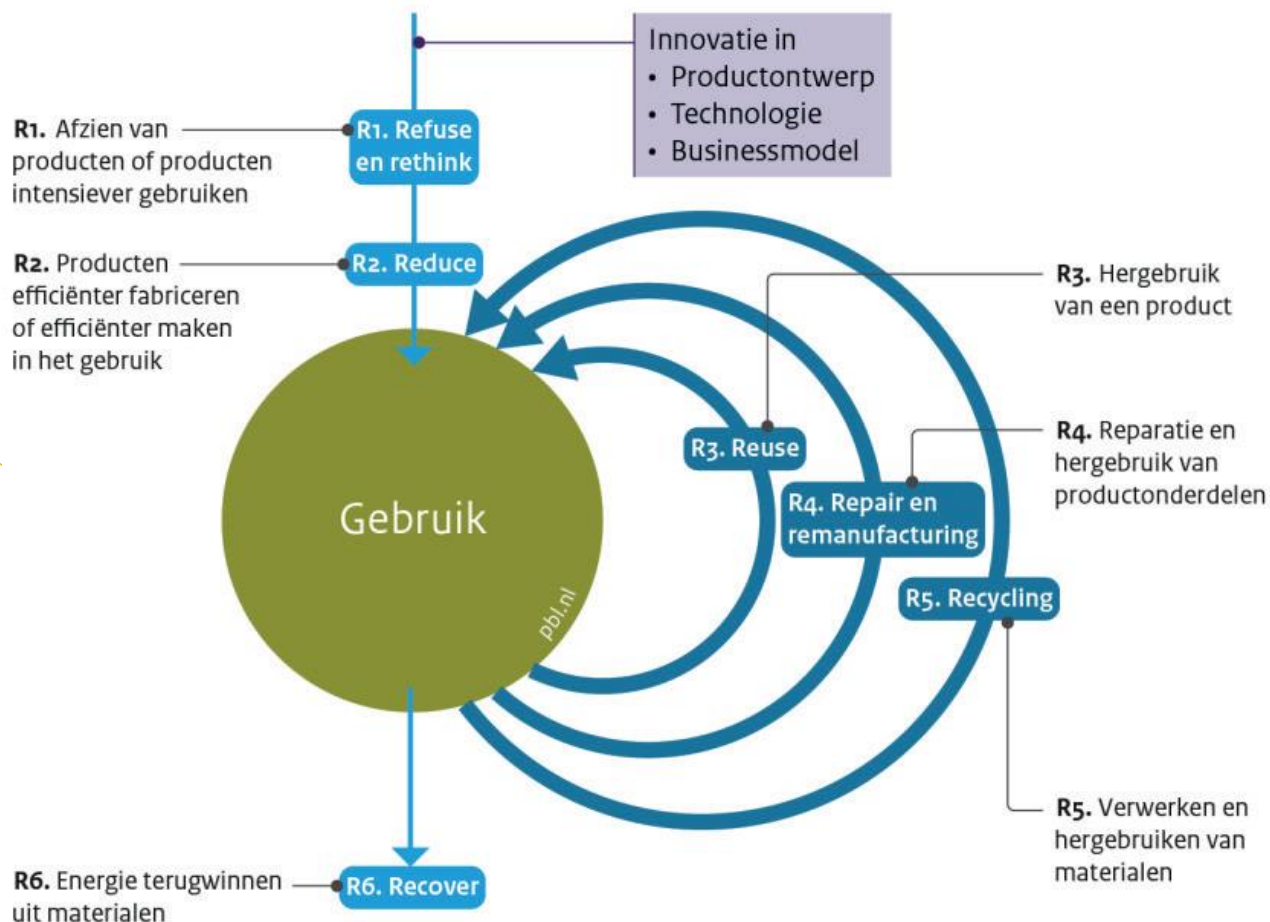 Innovatie in
• Productontwerp
• Technologie
• Businessmodel
R1. Afzien van
producten of producten
intensiever gebruiken
R1. Refuse
en rethink
R2. Producten
efficiënter fabriceren
of efficiënter maken
in het gebruik
R2. Reduce
R3. Hergebruik
van een product
R3. Reuse
R4. Reparatie en
hergebruik van
productonderdelen
R4. Repair en
remanufacturing
Gebruik
pbl.nl
R5. Recycling
R5. Verwerken en
hergebruiken van
materialen
R6. Energie terugwinnen
uit materialen
R6. Recover